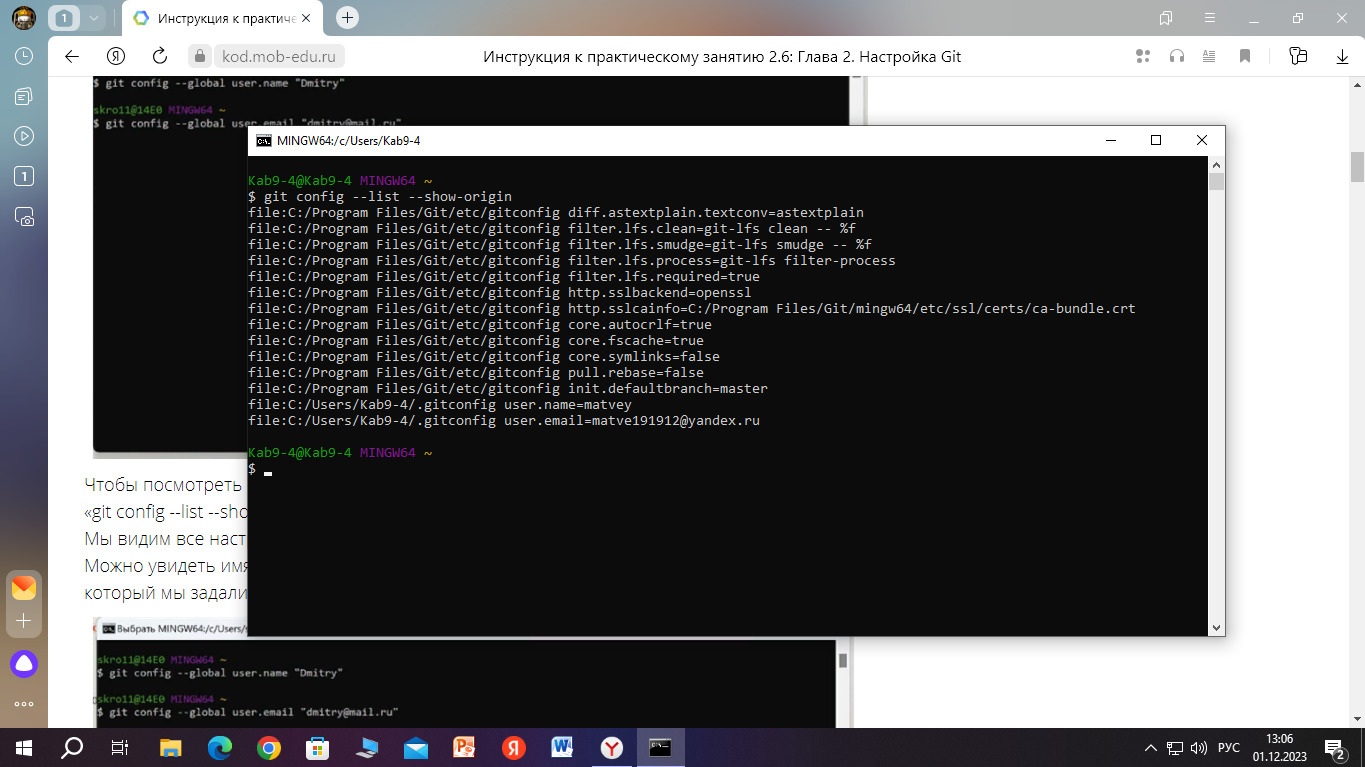 1
Инструкция к практиче
kod.mob-edu.ru
Инструкция к практическому занятию 2.6: Глава 2. Настройка Git
1
$ git config --global user.name "Dmitry"
skro11@14E0 MINGW64 ~
$ git config --global user.email "dmitry@mail.ru"
MINGW64:/c/Users/Kab9-4
Kab9-4@Kab9-4 MINGW64 ~
$ git config --list --show-origin
file:C:/Program Files/Git/etc/gitconfig diff.astextplain.textconv=astextplain
file:C:/Program Files/Git/etc/gitconfig filter.lfs.clean=git-lfs clean -- %f
file:C:/Program Files/Git/etc/gitconfig filter.lfs.smudge=git-lfs smudge -- %f
file:C:/Program Files/Git/etc/gitconfig filter.lfs.process=git-lfs filter-process
file:C:/Program Files/Git/etc/gitconfig filter.lfs.required=true
file:C:/Program Files/Git/etc/gitconfig http.sslbackend=openssl
file:C:/Program Files/Git/etc/gitconfig http.sslcainfo=C:/Program Files/Git/mingw64/etc/ssl/certs/ca-bundle.crt
file:C:/Program Files/Git/etc/gitconfig core.autocrlf=true
file:C:/Program Files/Git/etc/gitconfig core.fscache=true
file:C:/Program Files/Git/etc/gitconfig core.symlinks=false
file:C:/Program Files/Git/etc/gitconfig pull.rebase=false
file:C:/Program Files/Git/etc/gitconfig init.defaultbranch=master
file:C:/Users/Kab9-4/.gitconfig user.name=matvey
file:C:/Users/Kab9-4/.gitconfig user.email=matve191912@yandex.ru
Kab9-4@Kab9-4 MINGW64 ~
$
Чтобы посмотреть
«git config --list --sho
Мы видим все наст
Можно увидеть имя
который мы задали
Выбрать MINGW64:/c/Users/s
skro11@14E0 MINGW64 ~
$ git config --global user.name "Dmitry"
skro11@14E0 MINGW64 ~
$ git config --global user.email "dmitry@mail.ru"
РУС
13:06
01.12.2023
2